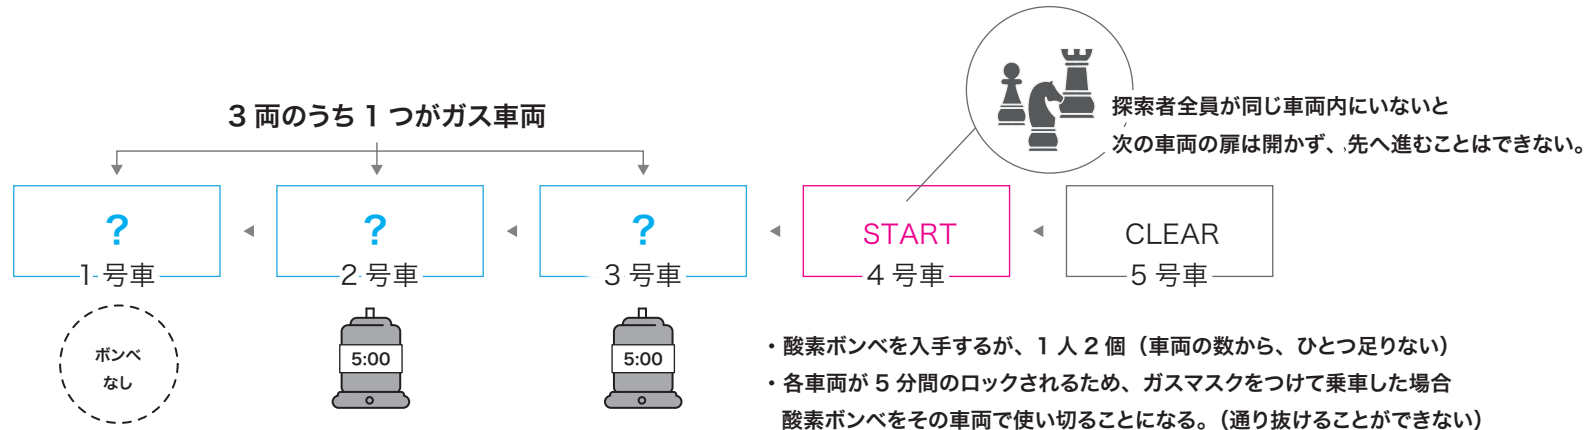 3 両のうち 1 つがガス車両
探索者全員が同じ車両内にいないと
次の車両の扉は開かず、先へ進むことはできない。
?
?
?
START
CLEAR
1 号車
2 号車
3 号車
4 号車
5 号車
ボンベ
なし
5:00
5:00
・酸素ボンベを入手するが、1 人 2 個（車両の数から、ひとつ足りない）
・各車両が 5 分間のロックされるため、ガスマスクをつけて乗車した場合
酸素ボンベをその車両で使い切ることになる。（通り抜けることができない）